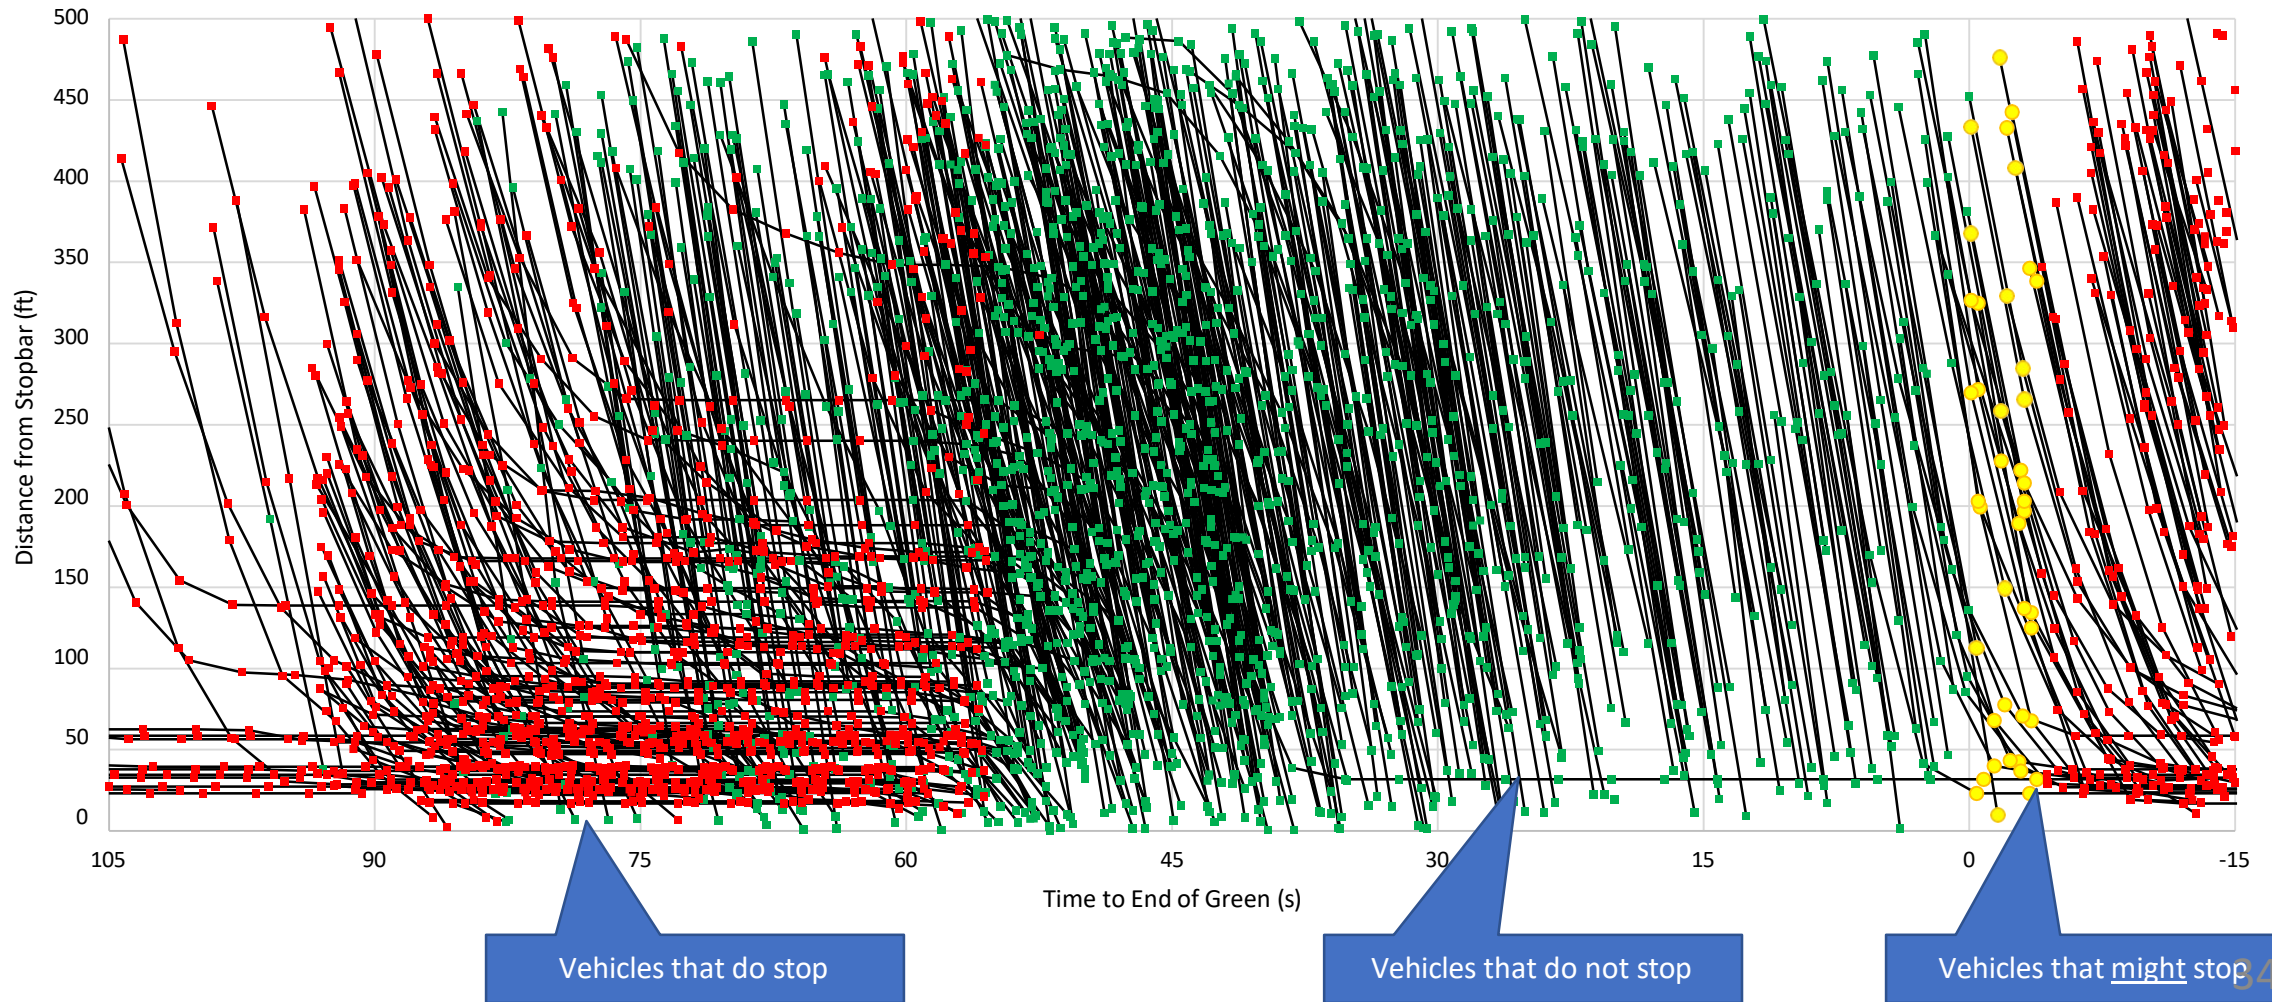 500
450
400
350
300
250
200
150
100
50
0
Distance from Stopbar (ft)
105 90 75 60 45 30 15 0 -15
Time to End of Green (s)
Vehicles that do stop
Vehicles that do not stop
Vehicles that might stop
34